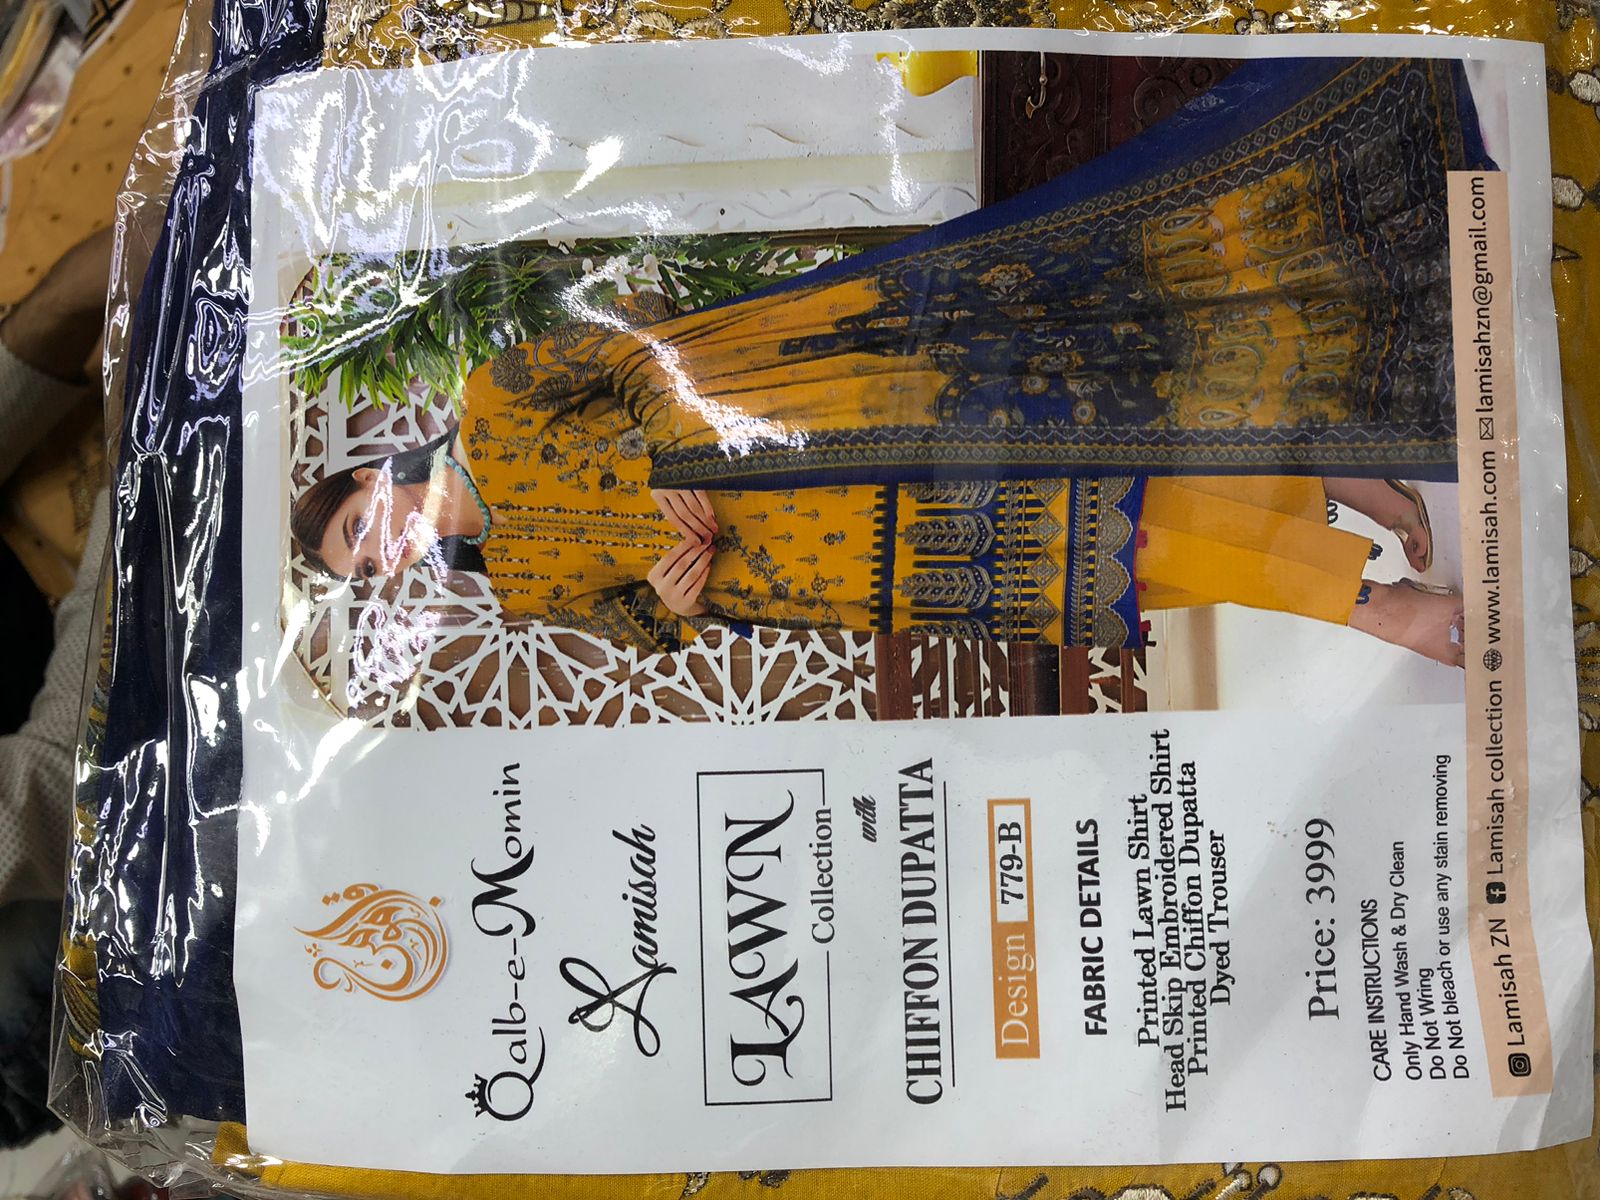 Qalb-e-Momin
Lamisah
LAWN
Collection
with
CHIFFON DUPATTA
Design 779-B
FABRIC DETAILS
Printed Lawn Shirt
Head Skip Embroidered Shirt
Printed Chiffon Dupatta
Dyed Trouser
Price: 3999
CARE INSTRUCTIONS
Only Hand Wash & Dry Clean
Do Not Wring
Do Not bleach or use any stain removing
Lamisah ZN Lamisah collection www.lamisah.com lamisahzn@gmail.com